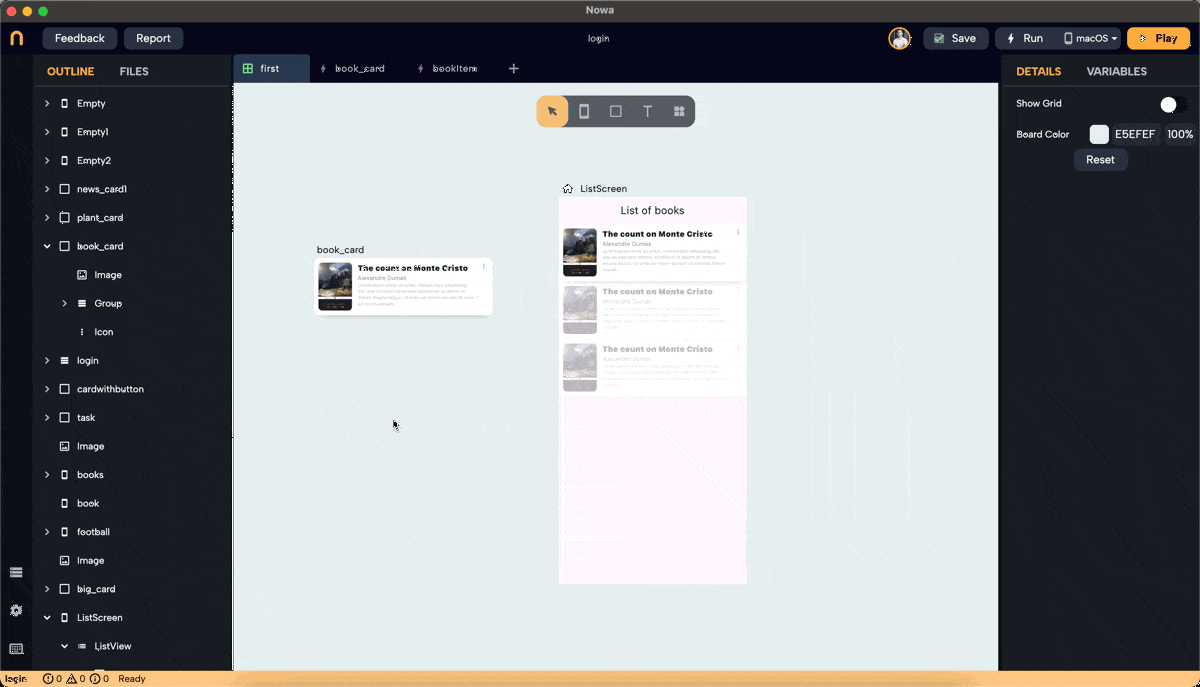 Nowa
Feedback
Report
login
Save
Run
macOS
Play
OUTLINE
FILES
first
book_card
bookItem
DETAILS
VARIABLES
Empty
Empty1
Empty2
news_card1
plant_card
book_card
Image
Group
Icon
login
cardwithbutton
task
Image
books
book
football
Image
big_card
ListScreen
ListView
Show Grid
Board Color
E5EFEF
100%
Reset
book_card
The count on Monte Cristo
Alexandre Dumas
ListScreen
List of books
The count on Monte Cristo
Alexandre Dumas
The count on Monte Cristo
Alexandre Dumas
The count on Monte Cristo
Alexandre Dumas
login
0
0
0
Ready